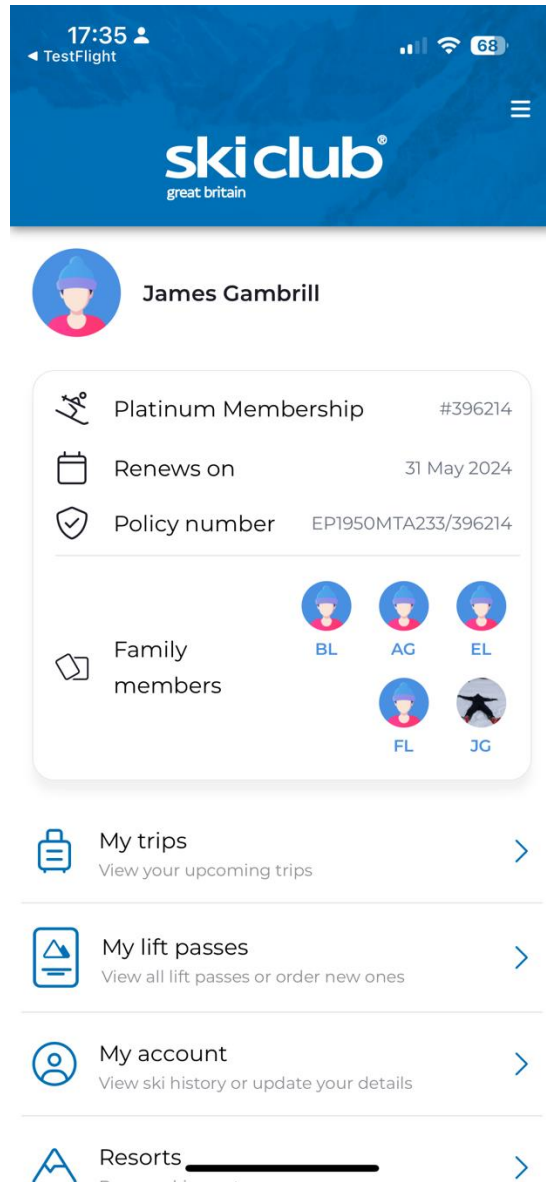 17:35
68
◀ TestFlight
ski club®
great britain
James Gambrill
Platinum Membership #396214
Renews on 31 May 2024
Policy number EP1950MTA233/396214
Family members
BL AG EL
FL JG
My trips
View your upcoming trips
My lift passes
View all lift passes or order new ones
My account
View ski history or update your details
Resorts